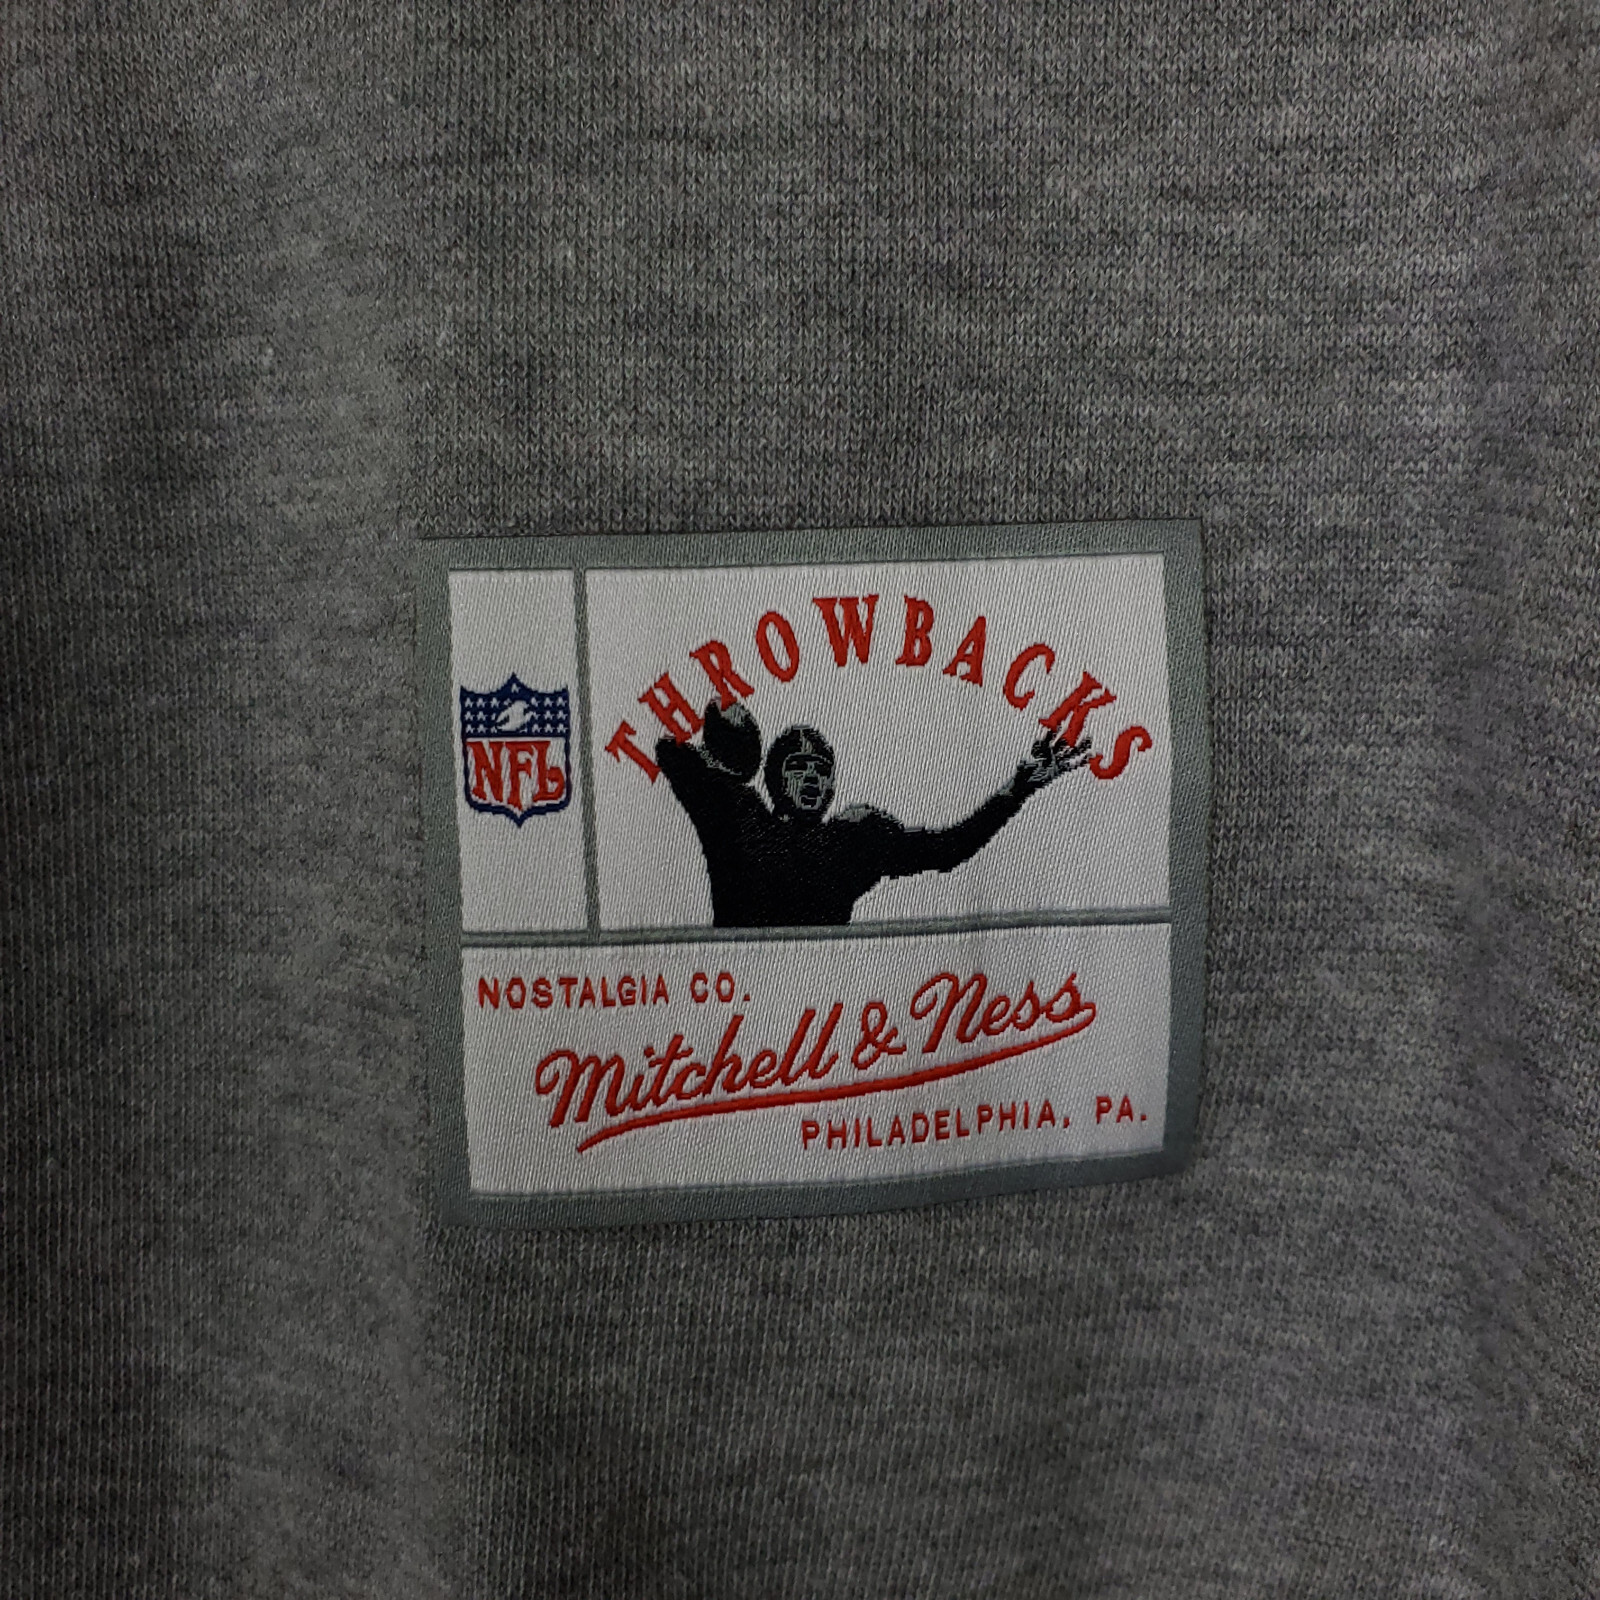 THROWBACKS
NFL
NOSTALGIA CO.
Mitchell & Ness
PHILADELPHIA, PA.